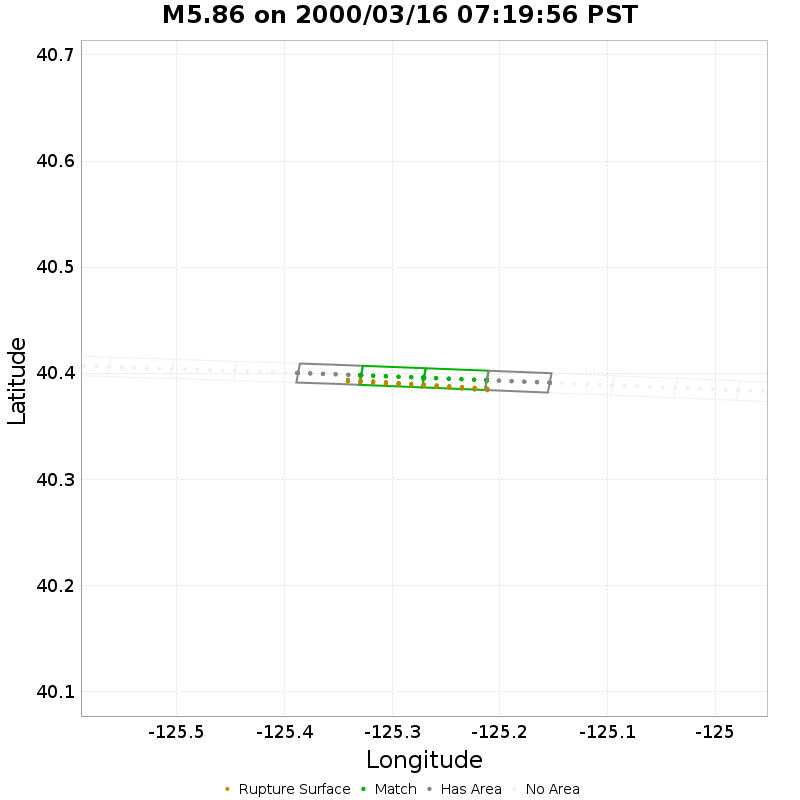 M5.86 on 2000/03/16 07:19:56 PST
40.7
40.6
40.5
40.4
40.3
40.2
40.1
Latitude
-125.5
-125.4
-125.3
-125.2
-125.1
-125
Longitude
Rupture Surface
Match
Has Area
No Area